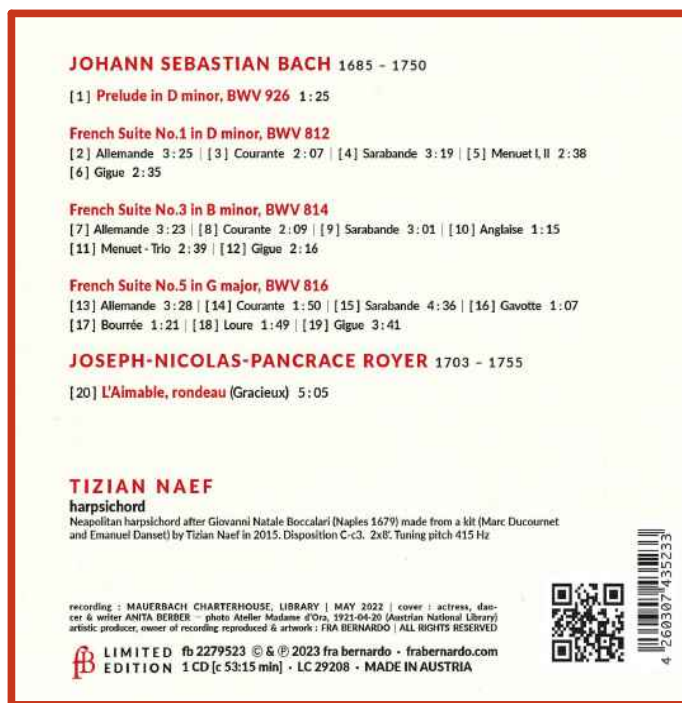 JOHANN SEBASTIAN BACH 1685 – 1750
[1] Prelude in D minor, BWV 926 1:25
French Suite No.1 in D minor, BWV 812
[2] Allemande 3:25 | [3] Courante 2:07 | [4] Sarabande 3:19 | [5] Menuet I, II 2:38
[6] Gigue 2:35
French Suite No.3 in B minor, BWV 814
[7] Allemande 3:23 | [8] Courante 2:09 | [9] Sarabande 3:01 | [10] Anglaise 1:15
[11] Menuet - Trio 2:39 | [12] Gigue 2:16
French Suite No.5 in G major, BWV 816
[13] Allemande 3:28 | [14] Courante 1:50 | [15] Sarabande 4:36 | [16] Gavotte 1:07
[17] Bourrée 1:21 | [18] Loure 1:49 | [19] Gigue 3:41
JOSEPH-NICOLAS-PANCRACE ROYER 1703 – 1755
[20] L'Aimable, rondeau (Gracieux) 5:05
TIZIAN NAEF
harpsichord
Neapolitan harpsichord after Giovanni Natale Boccalari (Naples 1679) made from a kit (Marc Ducournet
and Emanuel Danset) by Tizian Naef in 2015. Disposition C-c3. 2x8'. Tuning pitch 415 Hz
recording : MAUERBACH CHARTERHOUSE, LIBRARY | MAY 2022 | cover : actress, dan-
cer & writer ANITA BERBER – photo Atelier Madame d'Ora, 1921-04-20 (Austrian National Library)
artistic producer, owner of recording reproduced & artwork : FRA BERNARDO | ALL RIGHTS RESERVED
fb LIMITED fb 2279523 © & ℗ 2023 fra bernardo · frabernardo.com
EDITION 1 CD [c 53:15 min] · LC 29208 · MADE IN AUSTRIA
4 260307 435233